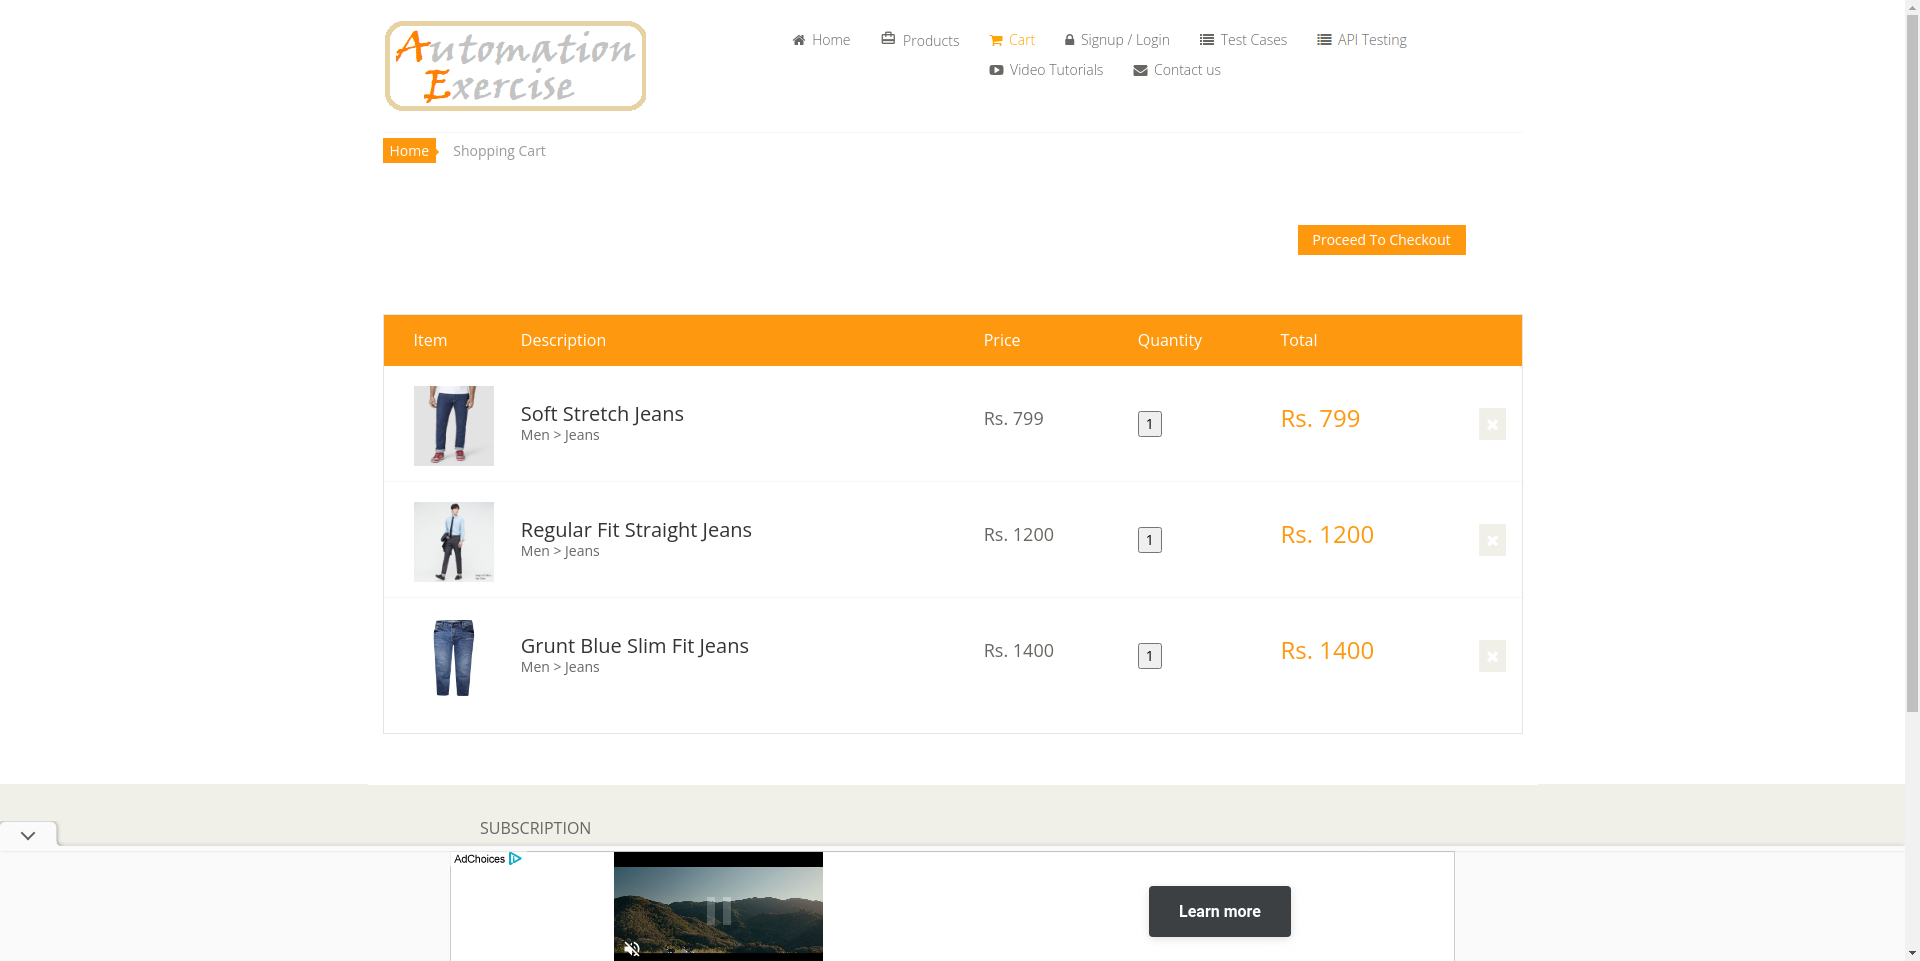 Automation
Exercise
Home
Products
Cart
Signup / Login
Test Cases
API Testing
Video Tutorials
Contact us
Home
Shopping Cart
Proceed To Checkout
Item Description Price Quantity Total
Soft Stretch Jeans
Men > Jeans
Rs. 799
1
Rs. 799
Regular Fit Straight Jeans
Men > Jeans
Rs. 1200
1
Rs. 1200
Grunt Blue Slim Fit Jeans
Men > Jeans
Rs. 1400
1
Rs. 1400
SUBSCRIPTION
AdChoices
Learn more